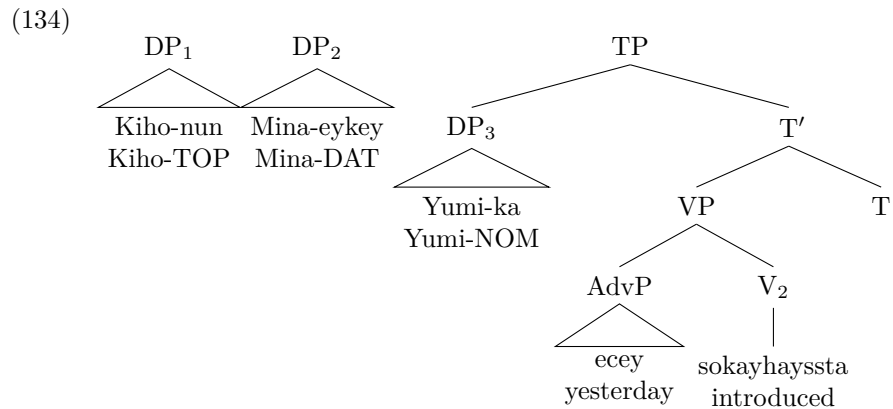 (134)
DP₁ DP₂ TP
Kiho-nun Mina-eykey DP₃ T′
Kiho-TOP Mina-DAT
Yumi-ka VP T
Yumi-NOM
AdvP V₂
ecey sokayhayssta
yesterday introduced